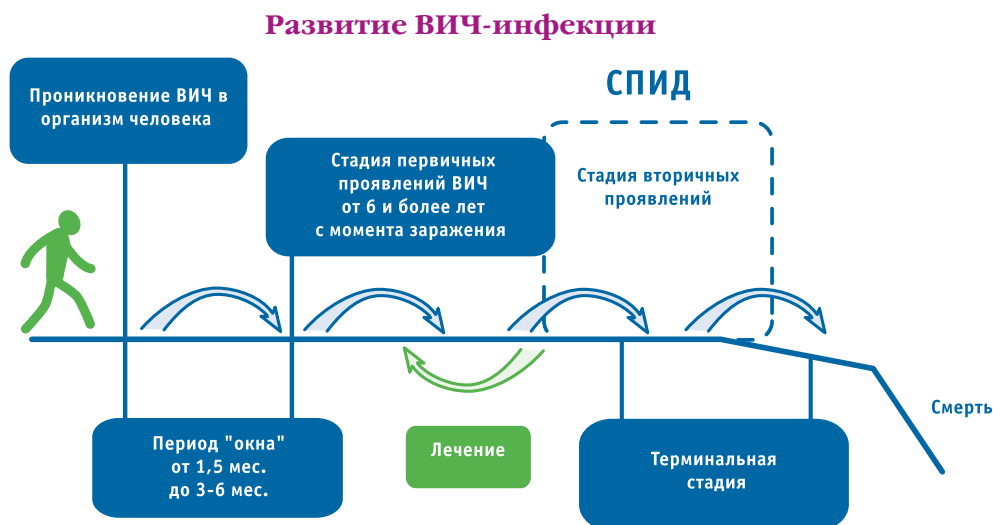 Развитие ВИЧ-инфекции
Проникновение ВИЧ в
организм человека
СПИД
Стадия первичных
проявлений ВИЧ
от 6 и более лет
с момента заражения
Стадия вторичных
проявлений
Период "окна"
от 1,5 мес.
до 3-6 мес.
Лечение
Терминальная
стадия
Смерть